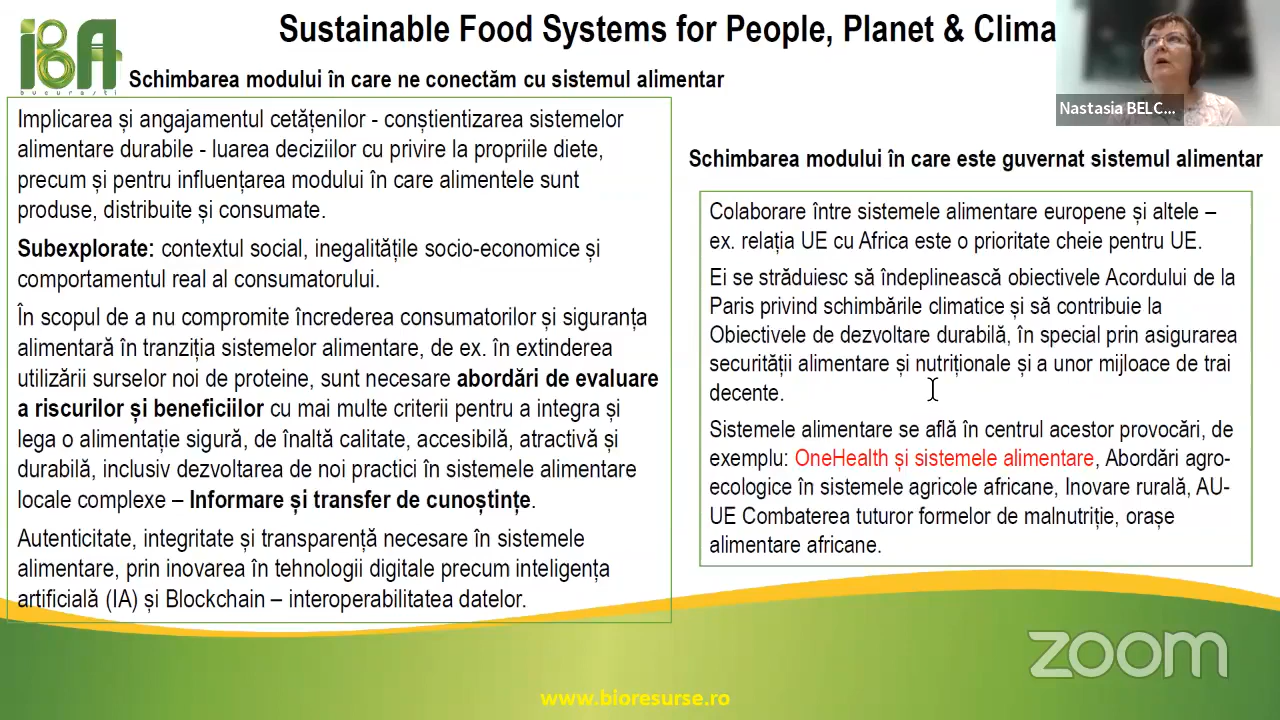 Sustainable Food Systems for People, Planet & Clima
IBA
bucurești
Schimbarea modului în care ne conectăm cu sistemul alimentar
Implicarea și angajamentul cetățenilor - conștientizarea sistemelor
alimentare durabile - luarea deciziilor cu privire la propriile diete,
precum și pentru influențarea modului în care alimentele sunt
produse, distribuite și consumate.
Subexplorate: contextul social, inegalitățile socio-economice și
comportamentul real al consumatorului.
În scopul de a nu compromite încrederea consumatorilor și siguranța
alimentară în tranziția sistemelor alimentare, de ex. în extinderea
utilizării surselor noi de proteine, sunt necesare abordări de evaluare
a riscurilor și beneficiilor cu mai multe criterii pentru a integra și
lega o alimentație sigură, de înaltă calitate, accesibilă, atractivă și
durabilă, inclusiv dezvoltarea de noi practici în sistemele alimentare
locale complexe – Informare și transfer de cunoștințe.
Autenticitate, integritate și transparență necesare în sistemele
alimentare, prin inovarea în tehnologii digitale precum inteligența
artificială (IA) și Blockchain – interoperabilitatea datelor.
Nastasia BELC...
Schimbarea modului în care este guvernat sistemul alimentar
Colaborare între sistemele alimentare europene și altele –
ex. relația UE cu Africa este o prioritate cheie pentru UE.
Ei se străduiesc să îndeplinească obiectivele Acordului de la
Paris privind schimbările climatice și să contribuie la
Obiectivele de dezvoltare durabilă, în special prin asigurarea
securității alimentare și nutriționale și a unor mijloace de trai
decente.
Sistemele alimentare se află în centrul acestor provocări, de
exemplu: OneHealth și sistemele alimentare, Abordări agro-
ecologice în sistemele agricole africane, Inovare rurală, AU-
UE Combaterea tuturor formelor de malnutriție, orașe
alimentare africane.
zoom
www.bioresurse.ro